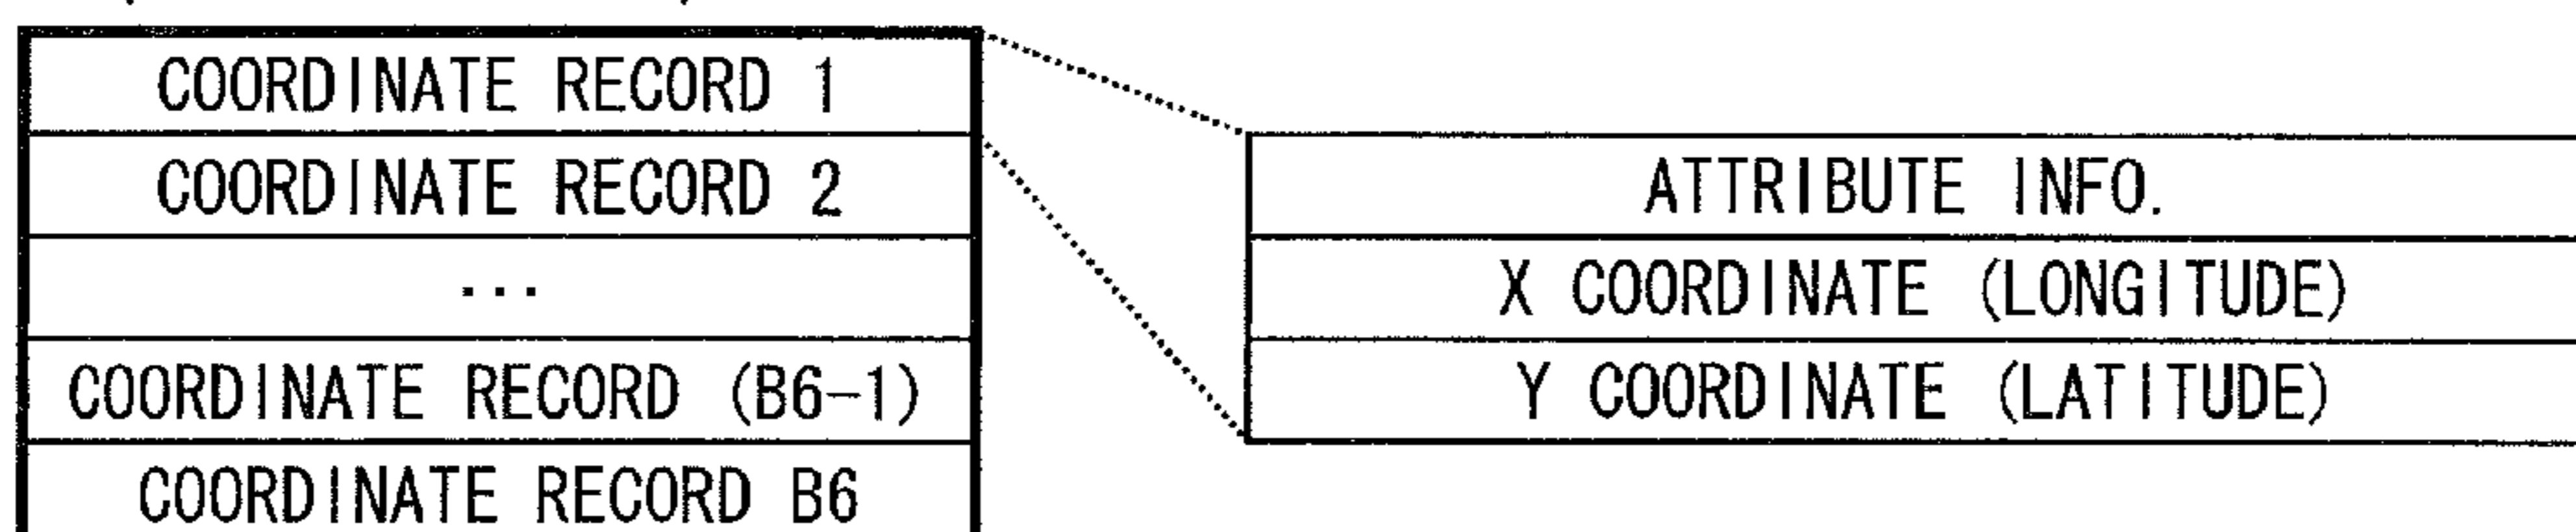 COORDINATE RECORD 1
COORDINATE RECORD 2
...
COORDINATE RECORD (B6-1)
COORDINATE RECORD B6
ATTRIBUTE INFO.
X COORDINATE (LONGITUDE)
Y COORDINATE (LATITUDE)